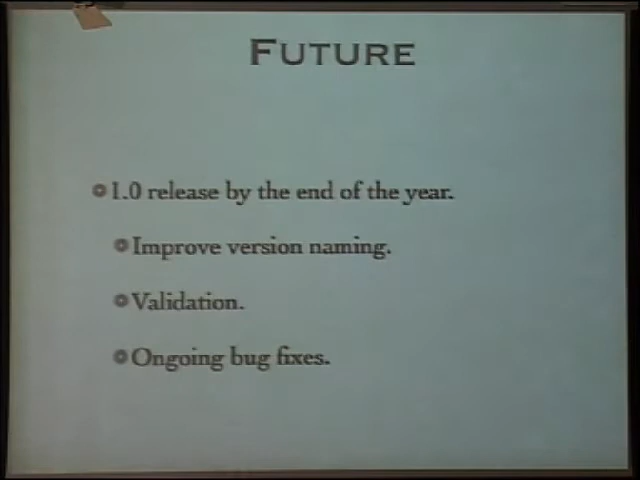 FUTURE
1.0 release by the end of the year.
Improve version naming.
Validation.
Ongoing bug fixes.